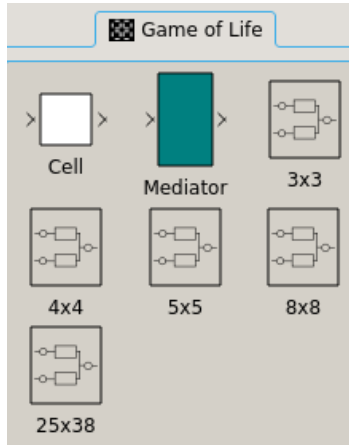 Game of Life
Cell
Mediator
3x3
4x4
5x5
8x8
25x38